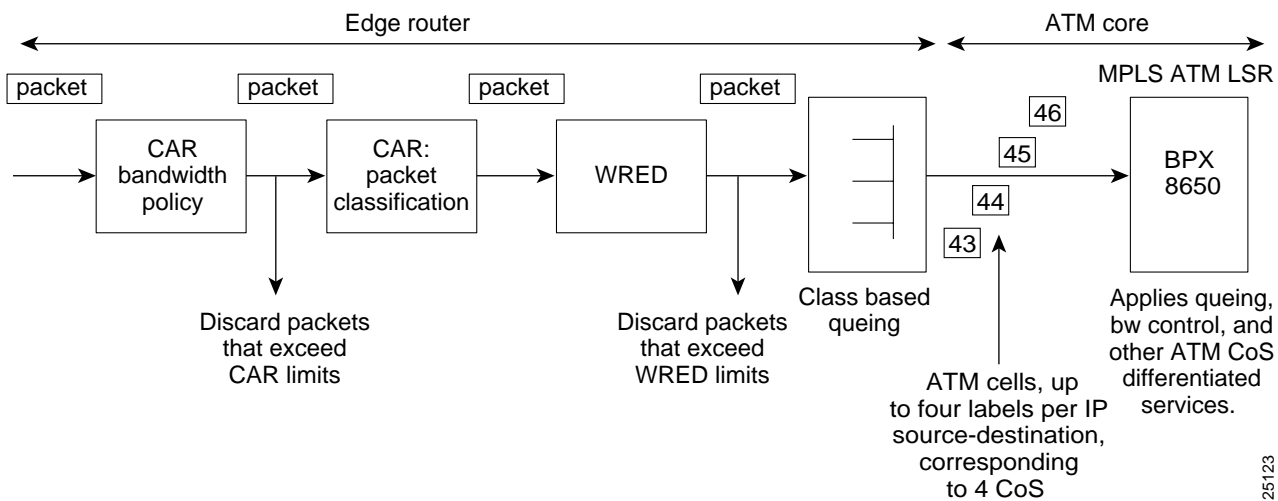 Edge router
ATM core
packet
packet
packet
packet
MPLS ATM LSR
CAR
bandwidth
policy
CAR:
packet
classification
WRED
46
45
44
43
BPX
8650
Discard packets
that exceed
CAR limits
Discard packets
that exceed
WRED limits
Class based
queing
Applies queing,
bw control, and
other ATM CoS
differentiated
services.
ATM cells, up
to four labels per IP
source-destination,
corresponding
to 4 CoS
25123